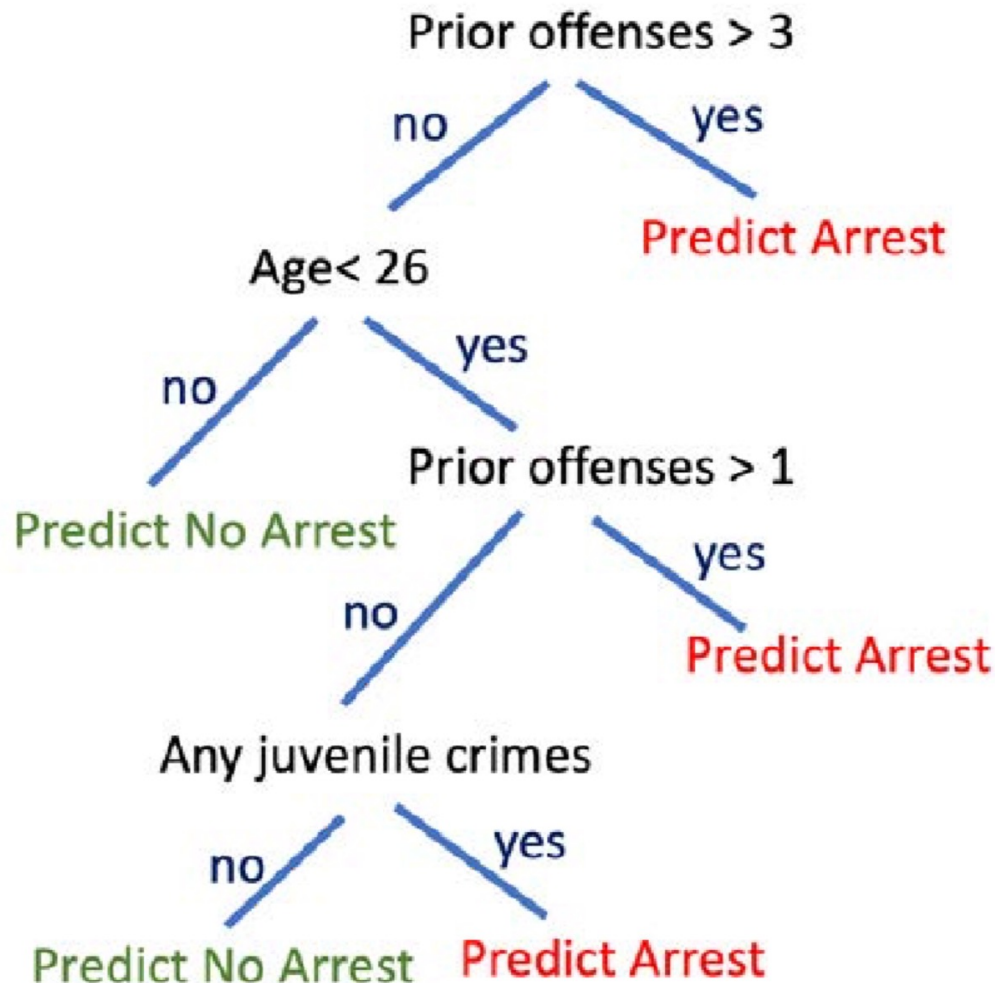 Prior offenses > 3
no
yes
Predict Arrest
Age< 26
no
yes
Prior offenses > 1
Predict No Arrest
no
yes
Predict Arrest
Any juvenile crimes
no
yes
Predict No Arrest
Predict Arrest